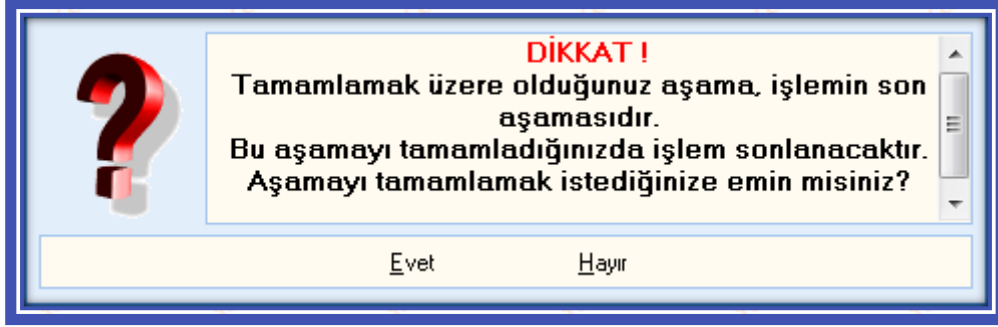 DİKKAT !
Tamamlamak üzere olduğunuz aşama, işlemin son
aşamasıdır.
Bu aşamayı tamamladığınızda işlem sonlanacaktır.
Aşamayı tamamlamak istediğinize emin misiniz?
Evet Hayır